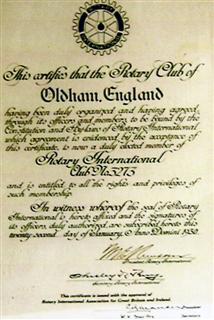 This certifies that the Rotary Club of
Oldham, England
having been duly organized and having agreed,
through its officers and members, to be bound by the
Constitution and By-Laws of Rotary International
which agreement is evidenced by the acceptance of
this certificate, is now a duly elected member of
Rotary International
Club No. 5275
and is entitled to all the rights and privileges of
such membership.
In witness whereof the seal of Rotary
International is hereto affixed and the signatures of
its officers, duly authorized, are subscribed hereto this
twenty second day of January, Anno Domini 1930.
This certificate is issued with the approval of
Rotary International Association for Great Britain and Ireland.